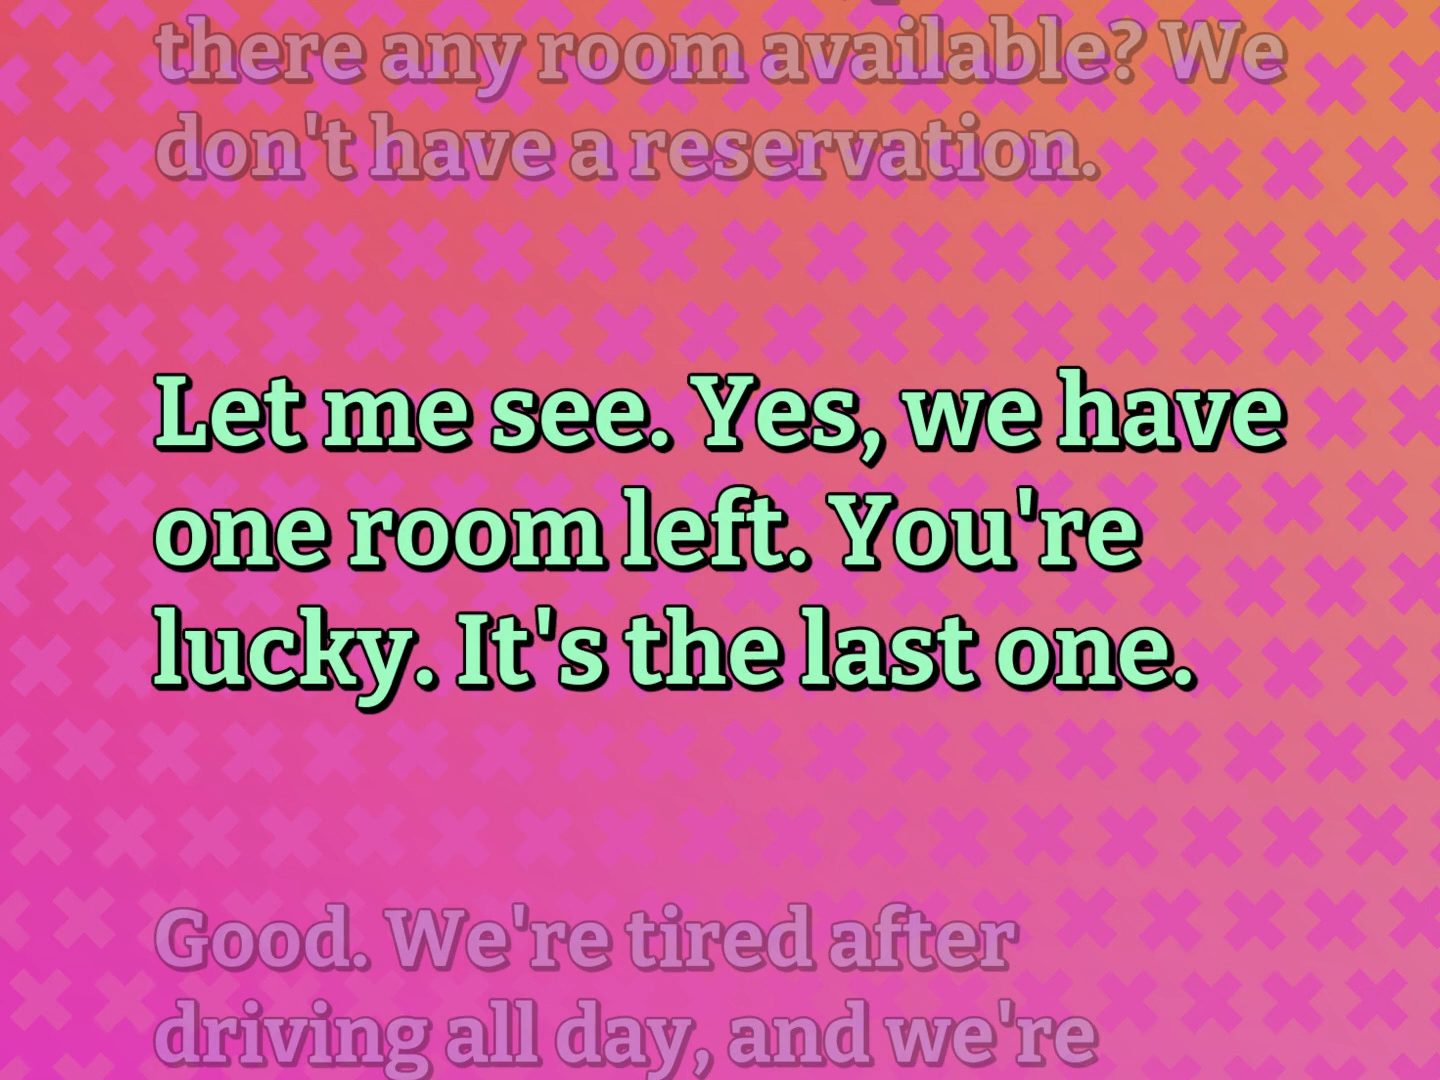 there any room available? We
don't have a reservation.
Let me see. Yes, we have
one room left. You're
lucky. It's the last one.
Good. We're tired after
driving all day, and we're